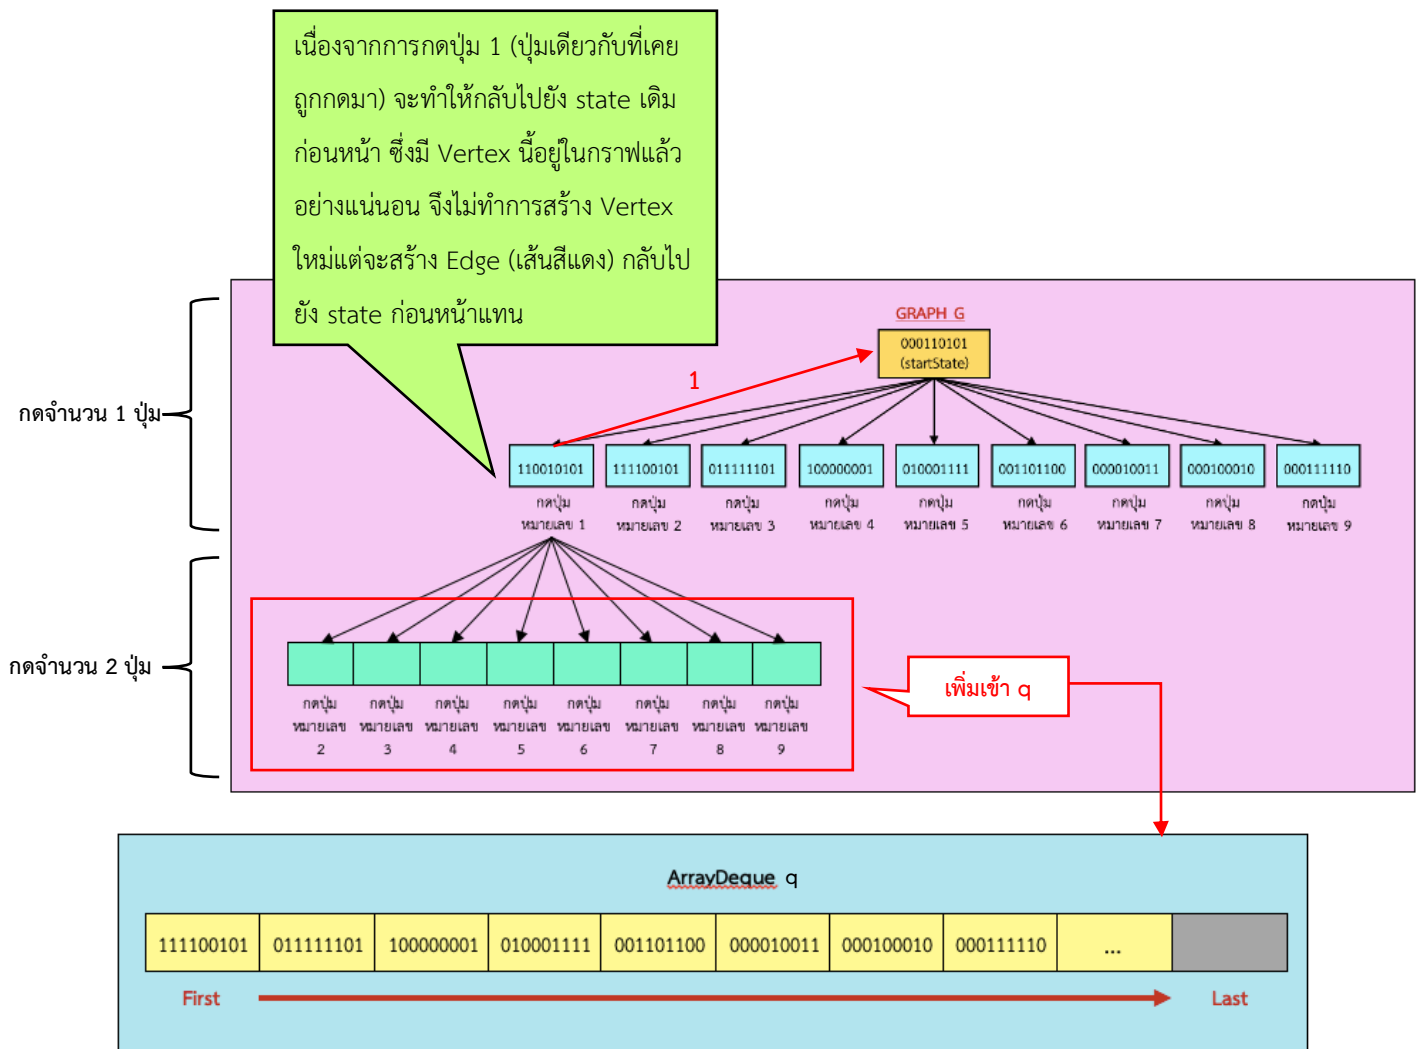 เนื่องจากการกดปุ่ม 1 (ปุ่มเดียวกับที่เคย
ถูกกดมา) จะทำให้กลับไปยัง state เดิม
ก่อนหน้า ซึ่งมี Vertex นี้อยู่ในกราฟแล้ว
อย่างแน่นอน จึงไม่ทำการสร้าง Vertex
ใหม่แต่จะสร้าง Edge (เส้นสีแดง) กลับไป
ยัง state ก่อนหน้าแทน
GRAPH G
000110101
(startState)
1
กดจำนวน 1 ปุ่ม
110010101 111100101 011111101 100000001 010001111 001101100 000010011 000100010 000111110
กดปุ่ม กดปุ่ม กดปุ่ม กดปุ่ม กดปุ่ม กดปุ่ม กดปุ่ม กดปุ่ม กดปุ่ม
หมายเลข 1 หมายเลข 2 หมายเลข 3 หมายเลข 4 หมายเลข 5 หมายเลข 6 หมายเลข 7 หมายเลข 8 หมายเลข 9
กดจำนวน 2 ปุ่ม
กดปุ่ม กดปุ่ม กดปุ่ม กดปุ่ม กดปุ่ม กดปุ่ม กดปุ่ม กดปุ่ม
หมายเลข หมายเลข หมายเลข หมายเลข หมายเลข หมายเลข หมายเลข หมายเลข
2 3 4 5 6 7 8 9
เพิ่มเข้า q
ArrayDeque q
111100101 011111101 100000001 010001111 001101100 000010011 000100010 000111110 ...
First Last